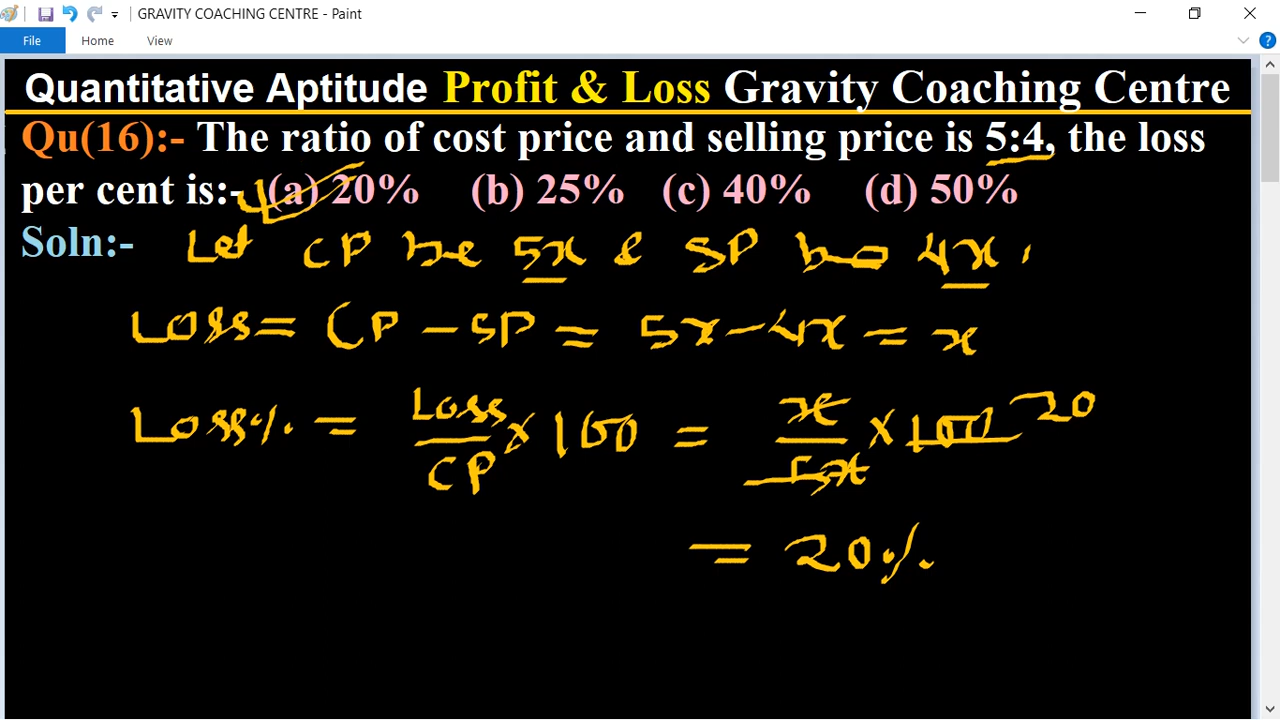 GRAVITY COACHING CENTRE - Paint
File Home View
Quantitative Aptitude Profit & Loss Gravity Coaching Centre
Qu(16):- The ratio of cost price and selling price is 5:4, the loss
per cent is:- (a) 20% (b) 25% (c) 40% (d) 50%
Soln:- Let CP be 5x & SP be 4x.
Loss = CP - SP = 5x - 4x = x
Loss% = Loss/CP × 100 = x/5x × 100 20
= 20%